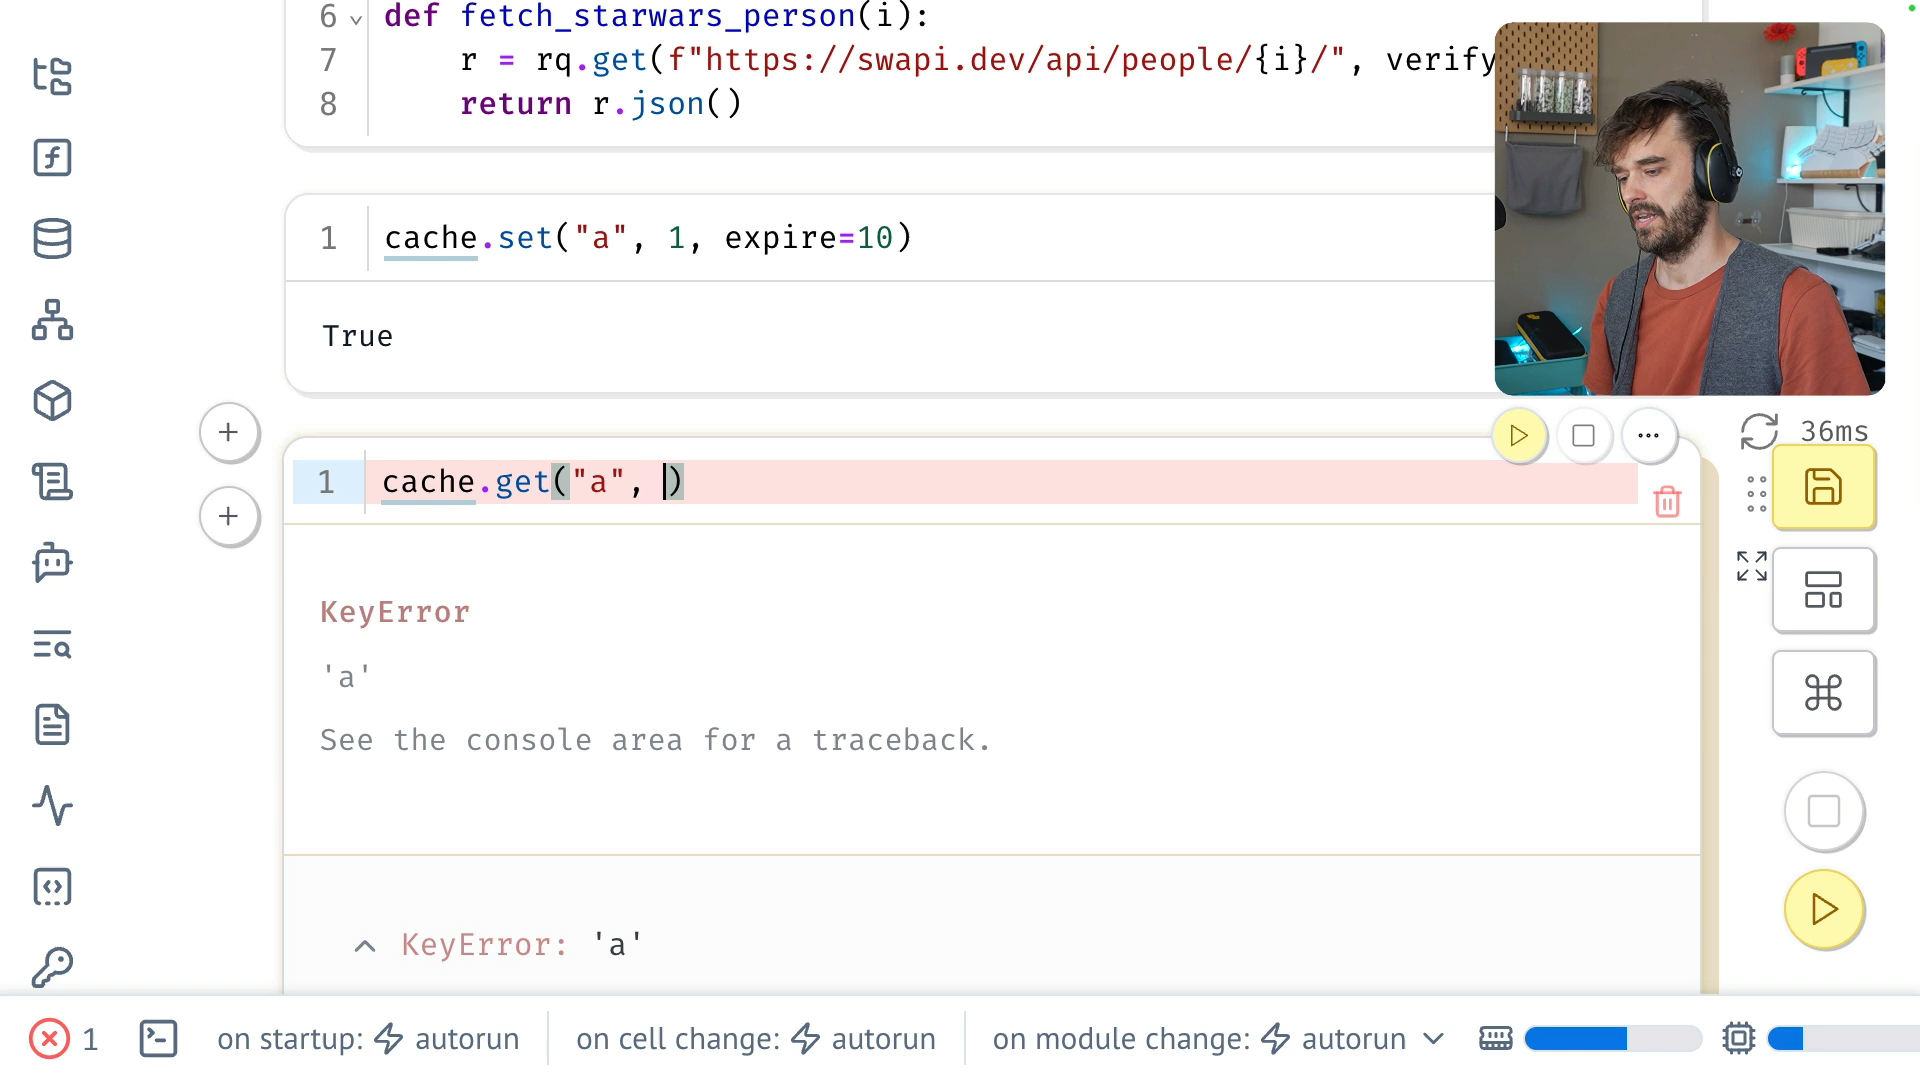 6 def fetch_starwars_person(i):
7 r = rq.get(f"https://swapi.dev/api/people/{i}/", verify
8 return r.json()
1 cache.set("a", 1, expire=10)
True
36ms
1 cache.get("a", )
KeyError
'a'
See the console area for a traceback.
KeyError: 'a'
1 on startup: autorun on cell change: autorun on module change: autorun